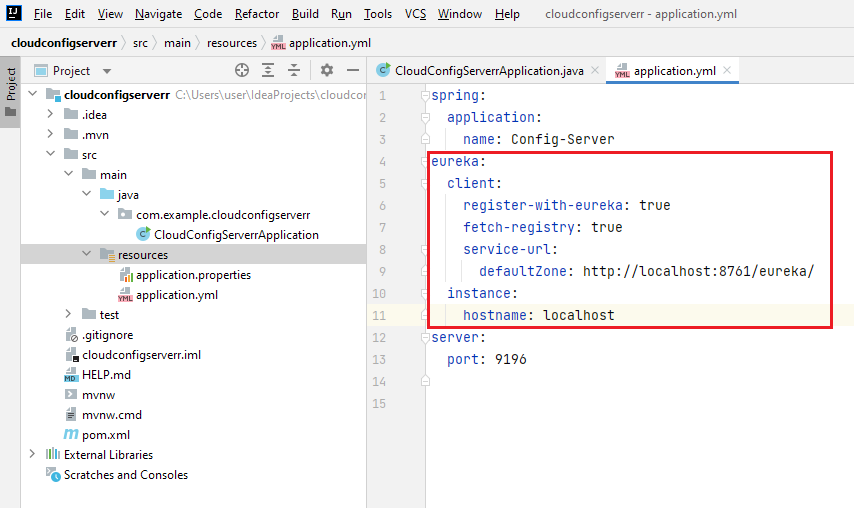 IJ File Edit View Navigate Code Refactor Build Run Tools VCS Window Help cloudconfigserverr - application.yml
cloudconfigserverr src main resources application.yml
Project
Project
CloudConfigServerrApplication.java
application.yml
cloudconfigserverr C:\Users\user\IdeaProjects\cloudcon
.idea
.mvn
src
main
java
com.example.cloudconfigserverr
CloudConfigServerrApplication
resources
application.properties
application.yml
test
.gitignore
cloudconfigserverr.iml
HELP.md
mvnw
mvnw.cmd
pom.xml
External Libraries
Scratches and Consoles
1 spring:
2 application:
3 name: Config-Server
4 eureka:
5 client:
6 register-with-eureka: true
7 fetch-registry: true
8 service-url:
9 defaultZone: http://localhost:8761/eureka/
10 instance:
11 hostname: localhost
12 server:
13 port: 9196
14
15